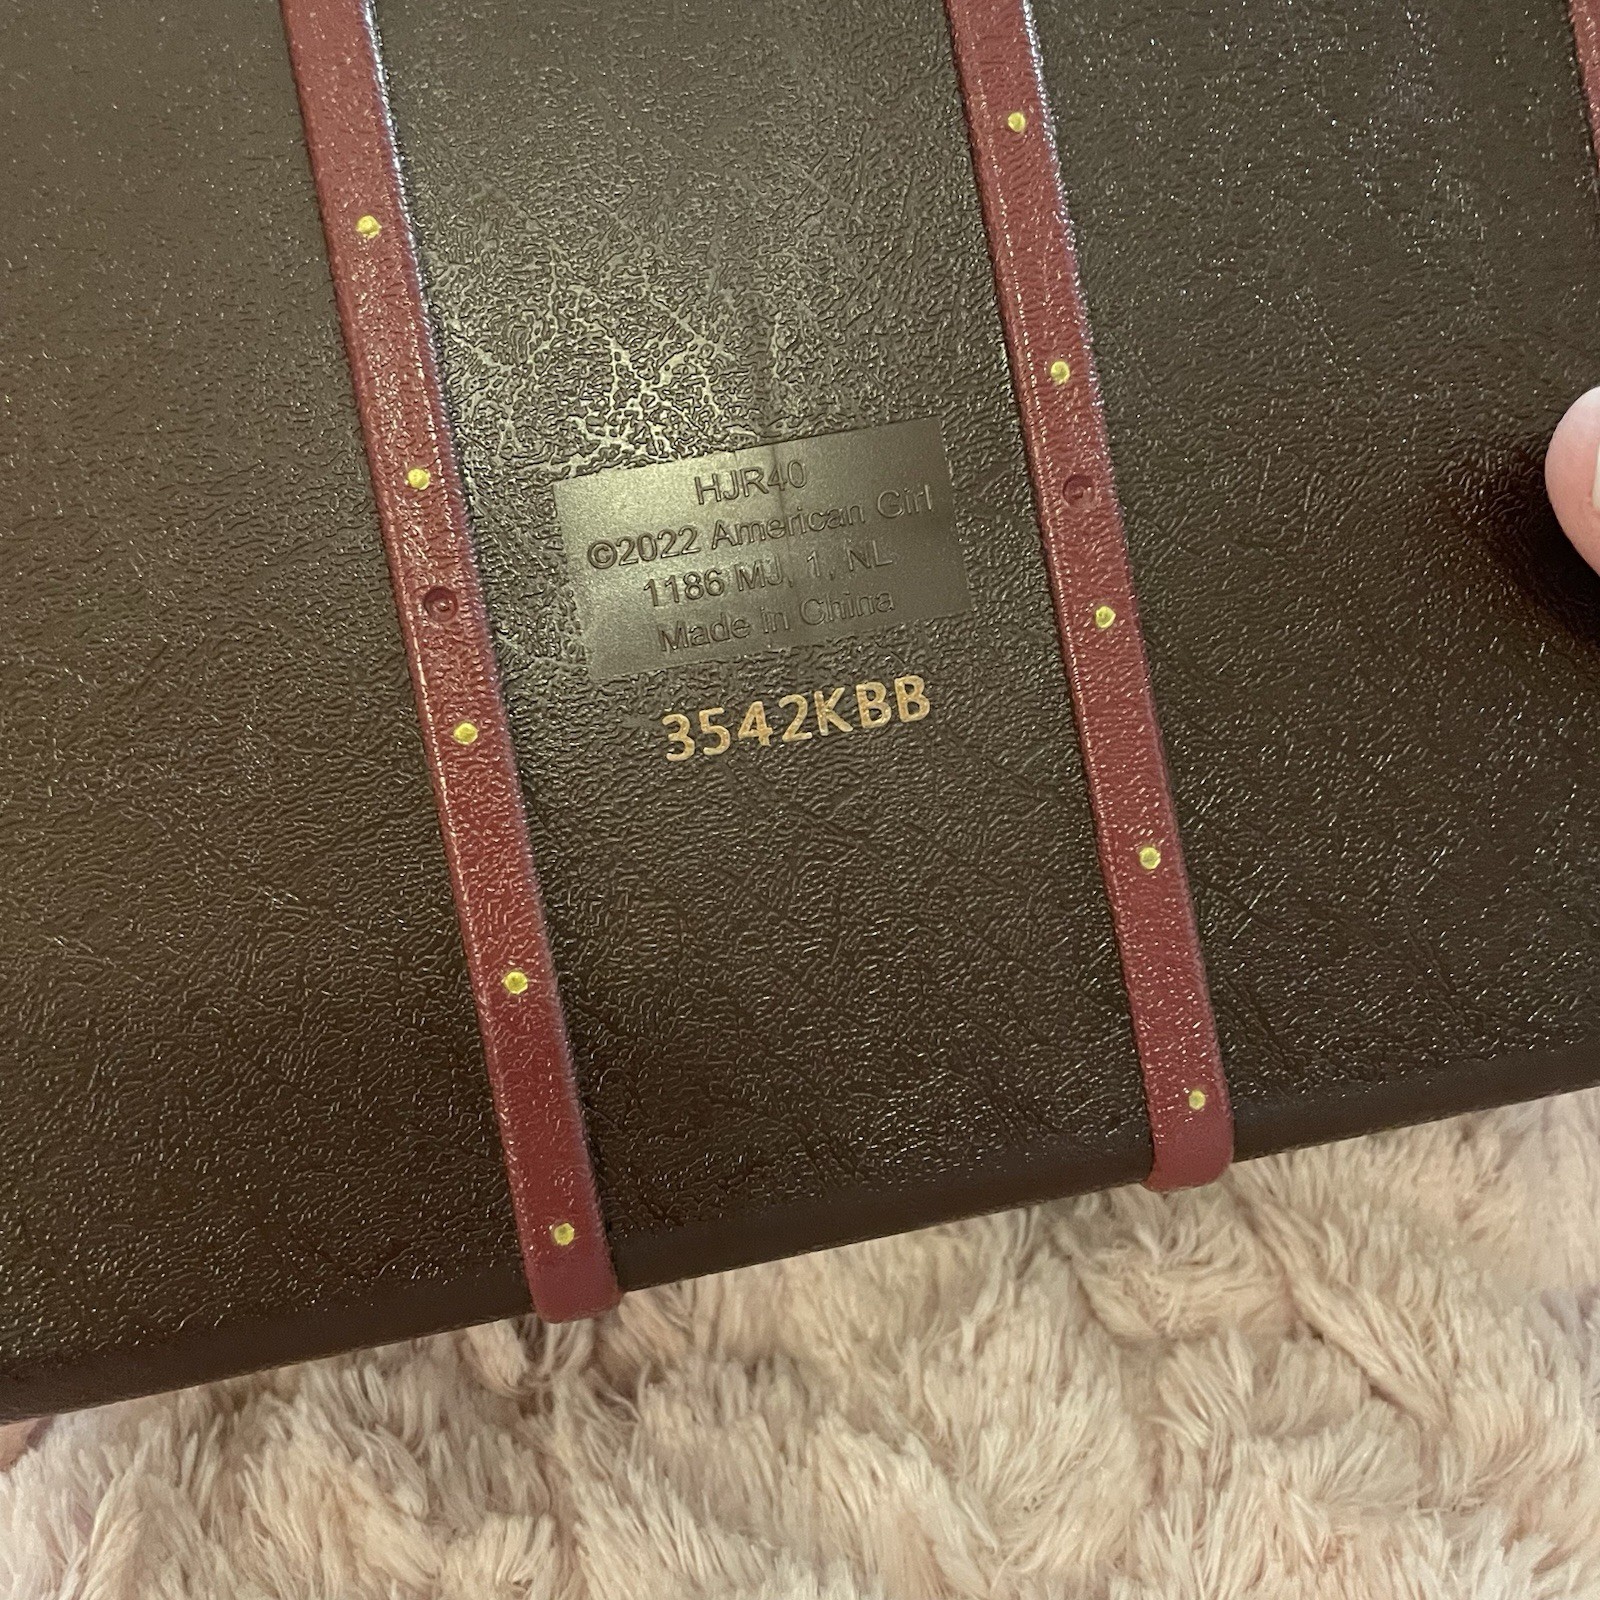 HJR40
©2022 American Girl
1186 MJ, 1, NL
Made in China
3542KBB